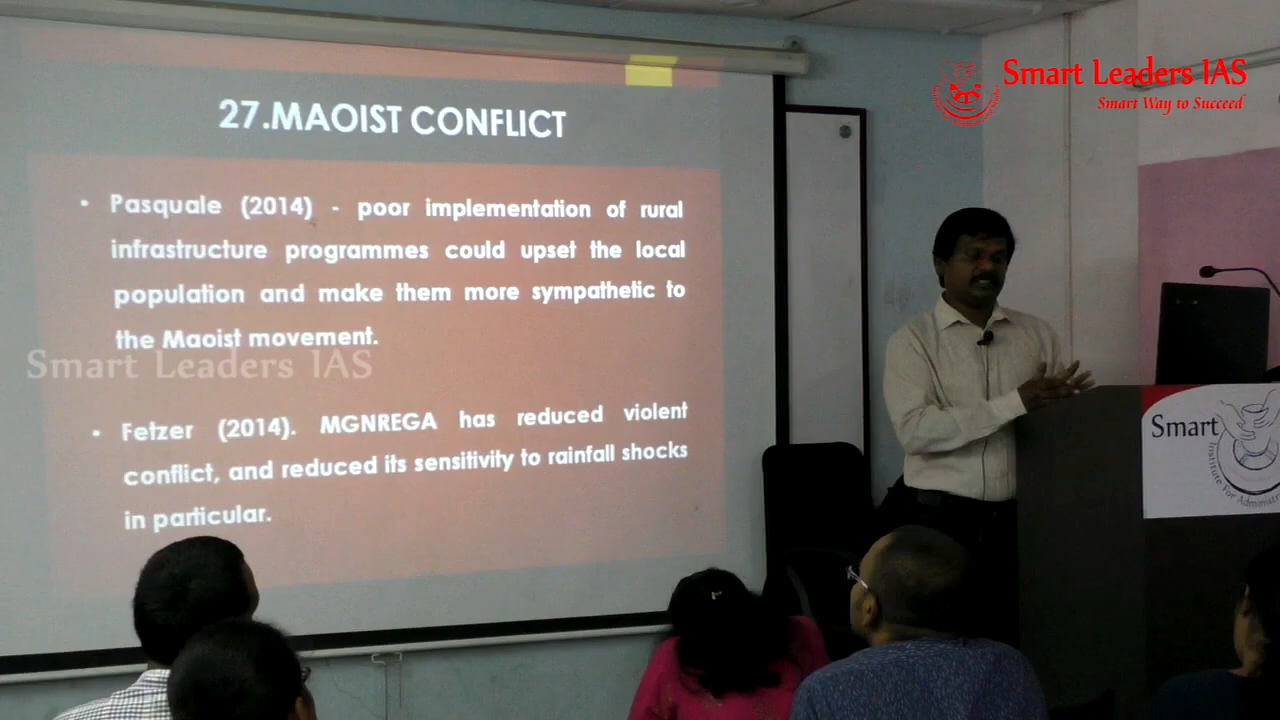 Smart Leaders IAS
Smart Way to Succeed
27.MAOIST CONFLICT
• Pasquale (2014) - poor implementation of rural
infrastructure programmes could upset the local
population and make them more sympathetic to
the Maoist movement.
Smart Leaders IAS
• Fetzer (2014). MGNREGA has reduced violent
conflict, and reduced its sensitivity to rainfall shocks
in particular.
Smart
Institute For